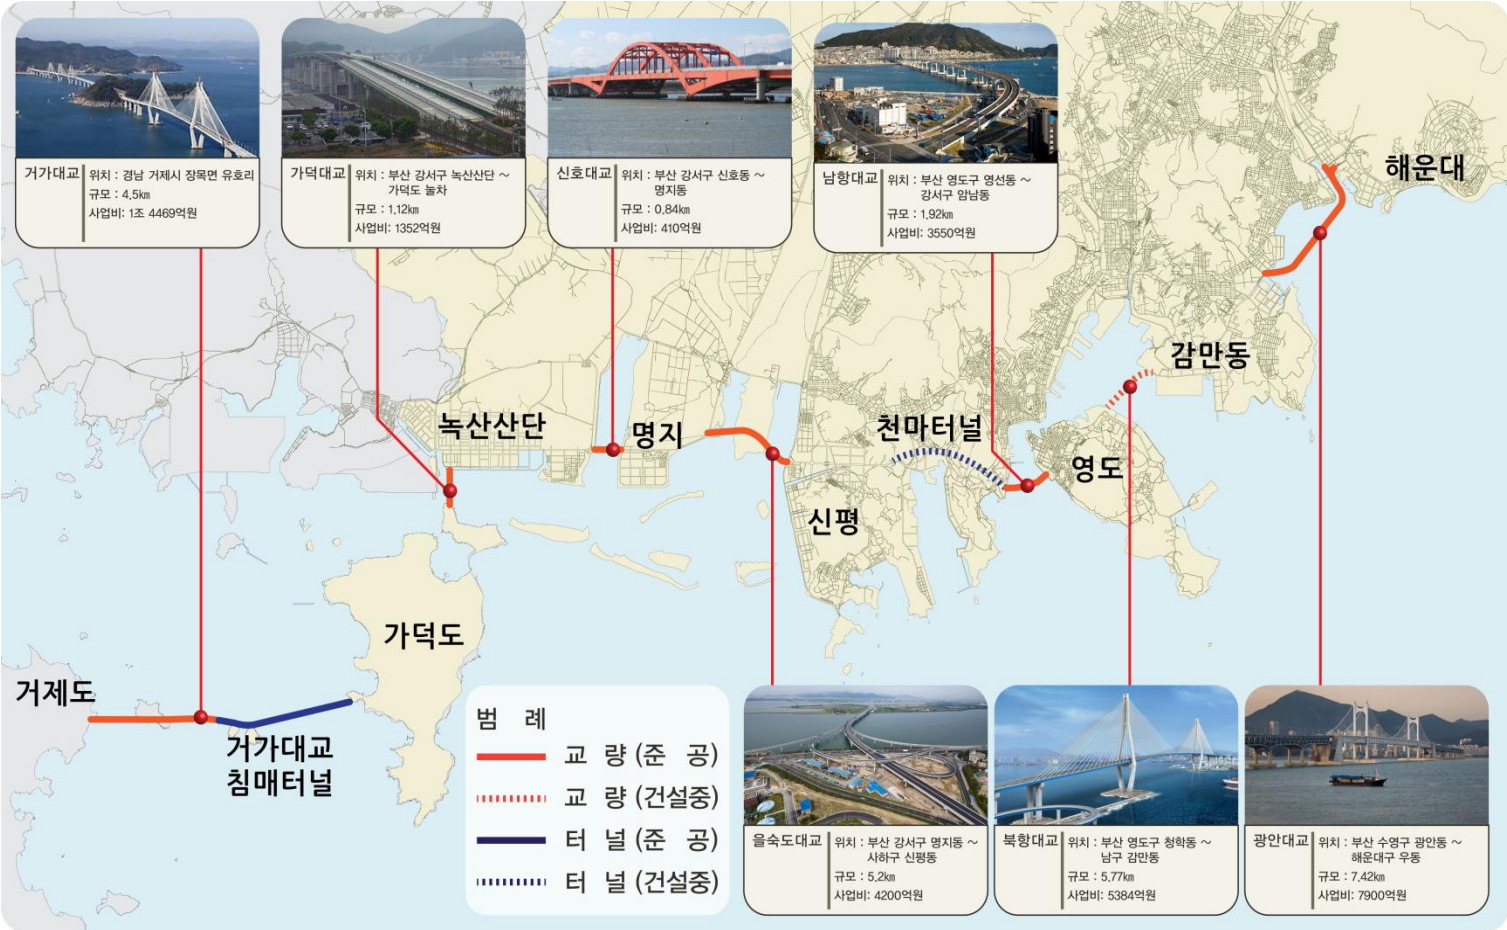 거가대교
위치 : 경남 거제시 장목면 유호리
규모 : 4.5㎞
사업비: 1조 4469억원
가덕대교
위치 : 부산 강서구 녹산산단 ~
가덕도 눌차
규모 : 1.12㎞
사업비: 1352억원
신호대교
위치 : 부산 강서구 신호동 ~
명지동
규모 : 0.84㎞
사업비: 410억원
남항대교
위치 : 부산 영도구 영선동 ~
강서구 암남동
규모 : 1.92㎞
사업비: 3550억원
해운대
감만동
녹산산단
명지
천마터널
영도
신평
가덕도
거제도
거가대교
침매터널
범 례
교 량 (준 공)
교 량 (건설중)
터 널 (준 공)
터 널 (건설중)
을숙도대교
위치 : 부산 강서구 명지동 ~
사하구 신평동
규모 : 5.2㎞
사업비: 4200억원
북항대교
위치 : 부산 영도구 청학동 ~
남구 감만동
규모 : 5.77㎞
사업비: 5384억원
광안대교
위치 : 부산 수영구 광안동 ~
해운대구 우동
규모 : 7.42㎞
사업비: 7900억원